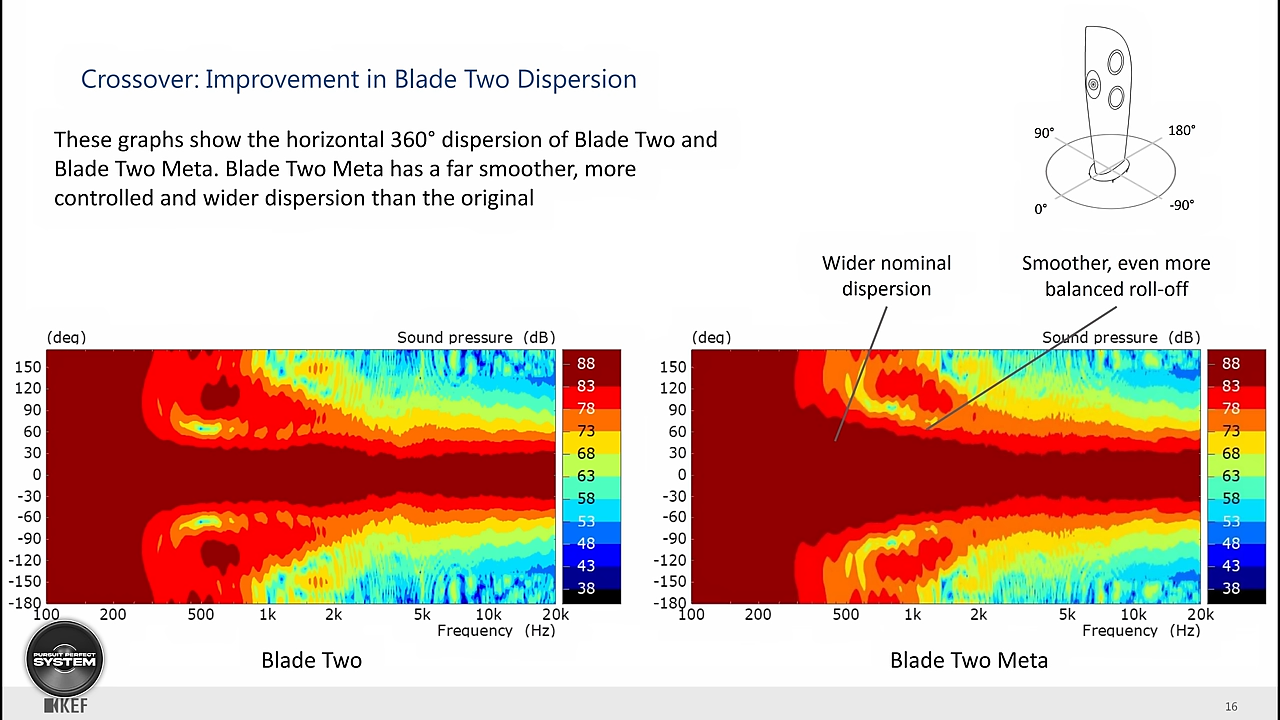 Crossover: Improvement in Blade Two Dispersion
These graphs show the horizontal 360° dispersion of Blade Two and
Blade Two Meta. Blade Two Meta has a far smoother, more
controlled and wider dispersion than the original
90°
180°
0°
-90°
Wider nominal
dispersion
Smoother, even more
balanced roll-off
(deg)
Sound pressure (dB)
150
120
90
60
30
0
-30
-60
-90
-120
-150
-180
100 200 500 1k 2k 5k 10k 20k
Frequency (Hz)
88
83
78
73
68
63
58
53
48
43
38
Blade Two
(deg)
Sound pressure (dB)
150
120
90
60
30
0
-30
-60
-90
-120
-150
-180
100 200 500 1k 2k 5k 10k 20k
Frequency (Hz)
88
83
78
73
68
63
58
53
48
43
38
Blade Two Meta
PURSUIT PERFECT
SYSTEM
KEF
16